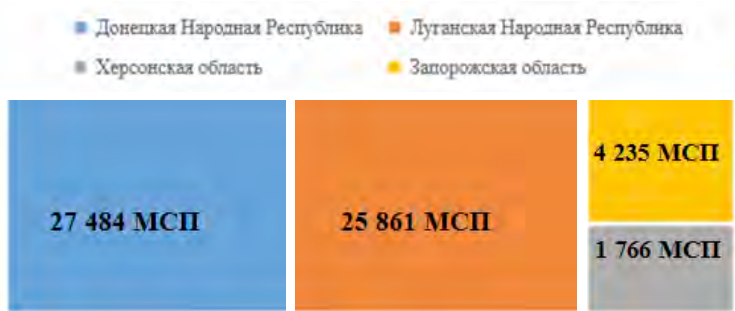 Донецкая Народная Республика Луганская Народная Республика
Херсонская область Запорожская область
4 235 МСП
27 484 МСП 25 861 МСП
1 766 МСП